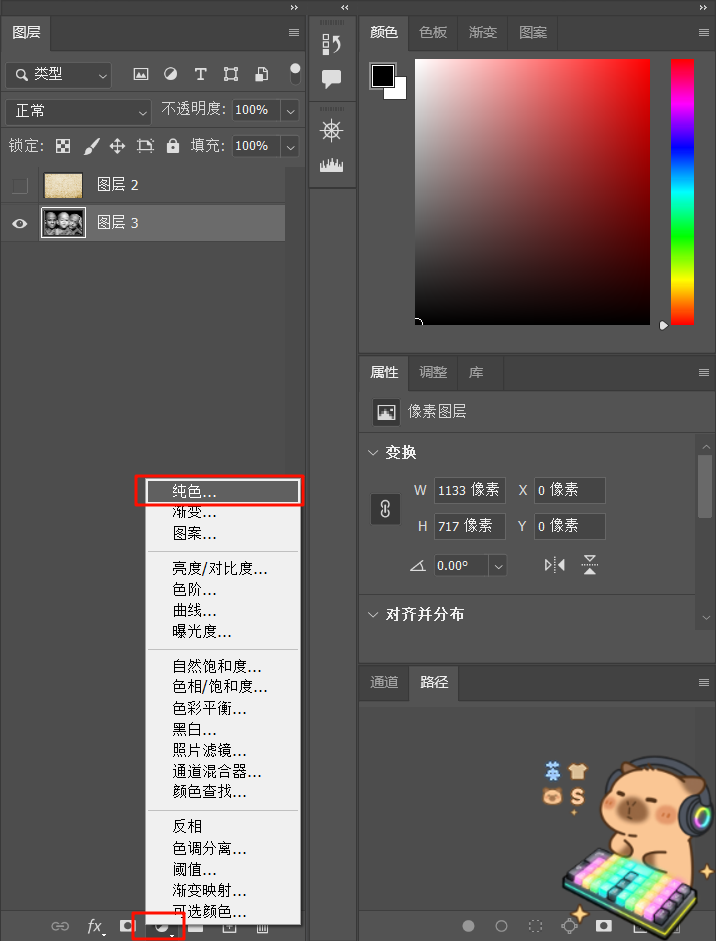 图层
类型
正常
不透明度:
100%
锁定:
填充:
100%
图层 2
图层 3
纯色...
渐变...
图案...
亮度/对比度...
色阶...
曲线...
曝光度...
自然饱和度...
色相/饱和度...
色彩平衡...
黑白...
照片滤镜...
通道混合器...
颜色查找...
反相
色调分离...
阈值...
渐变映射...
可选颜色...
fx
颜色
色板
渐变
图案
属性
调整
库
像素图层
变换
W 1133 像素 X 0 像素
H 717 像素 Y 0 像素
0.00°
对齐并分布
通道
路径
英
S